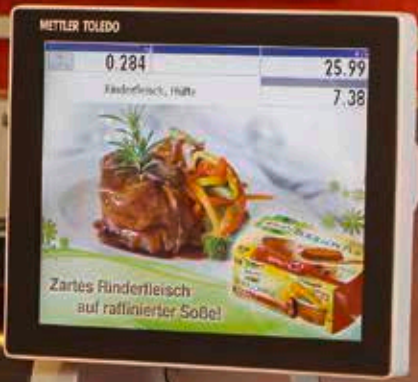 METTLER TOLEDO
0.284
25.99
Rinderfleisch, Hüfte
7.38
Zartes Rinderfleisch
auf raffinierter Soße!